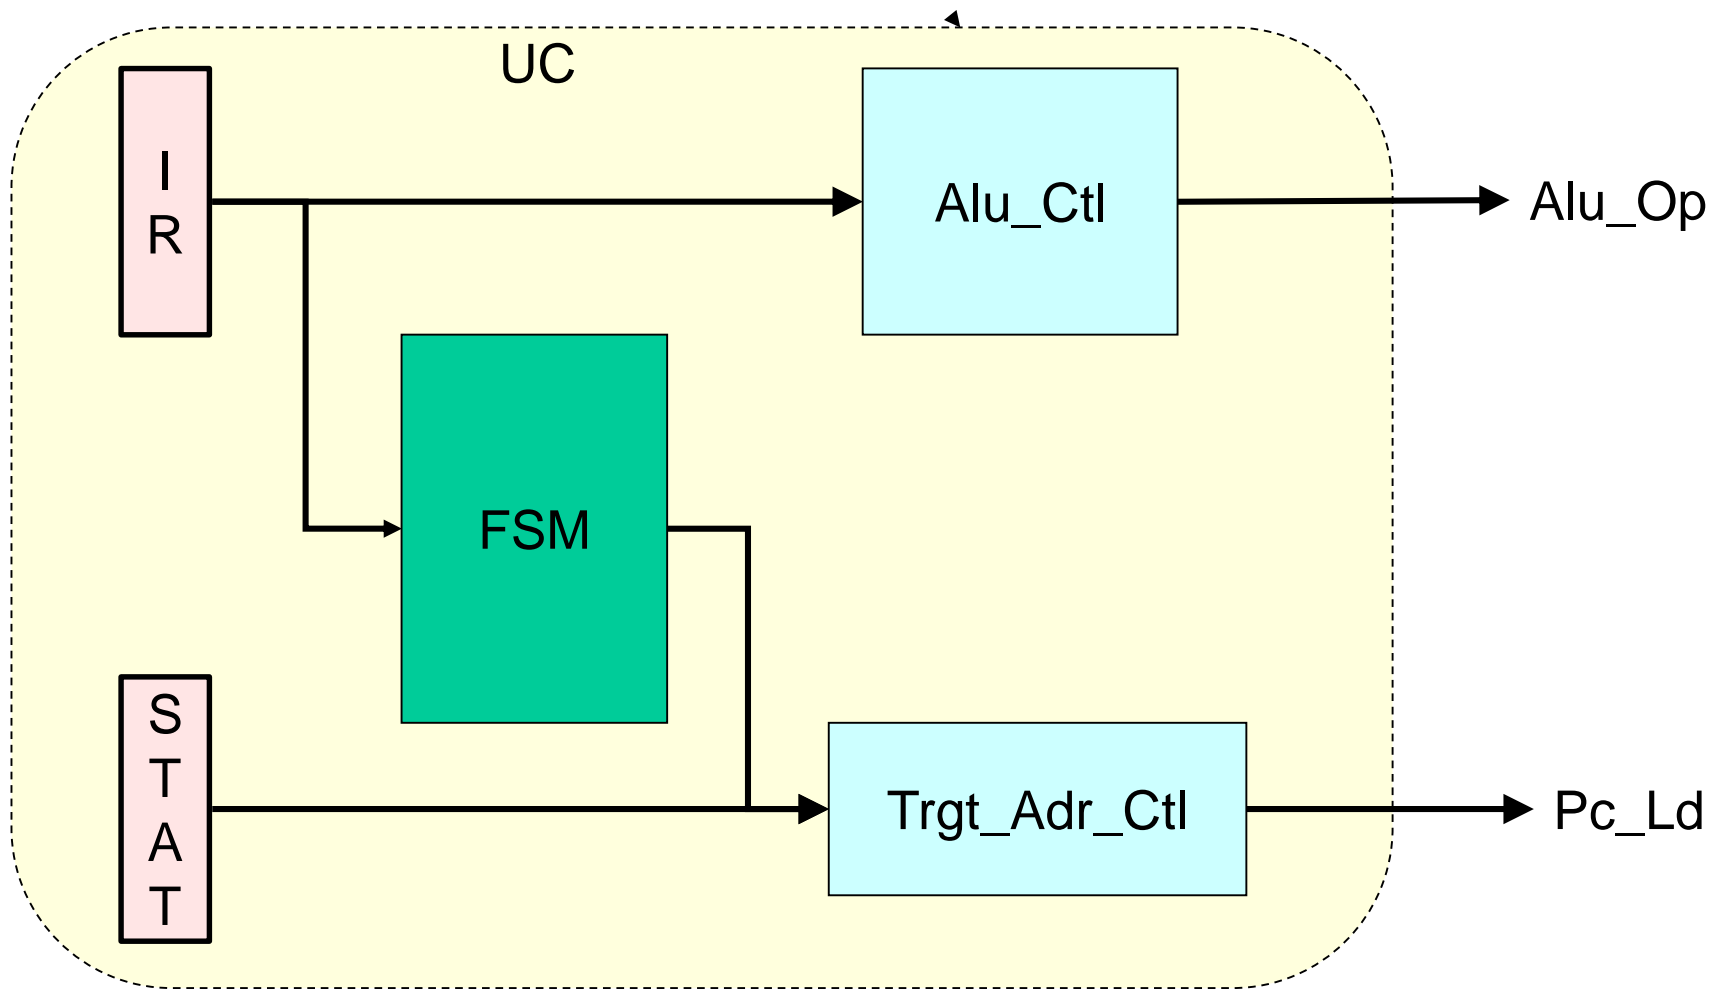 UC
I
R
Alu_Ctl
Alu_Op
FSM
S
T
A
T
Trgt_Adr_Ctl
Pc_Ld